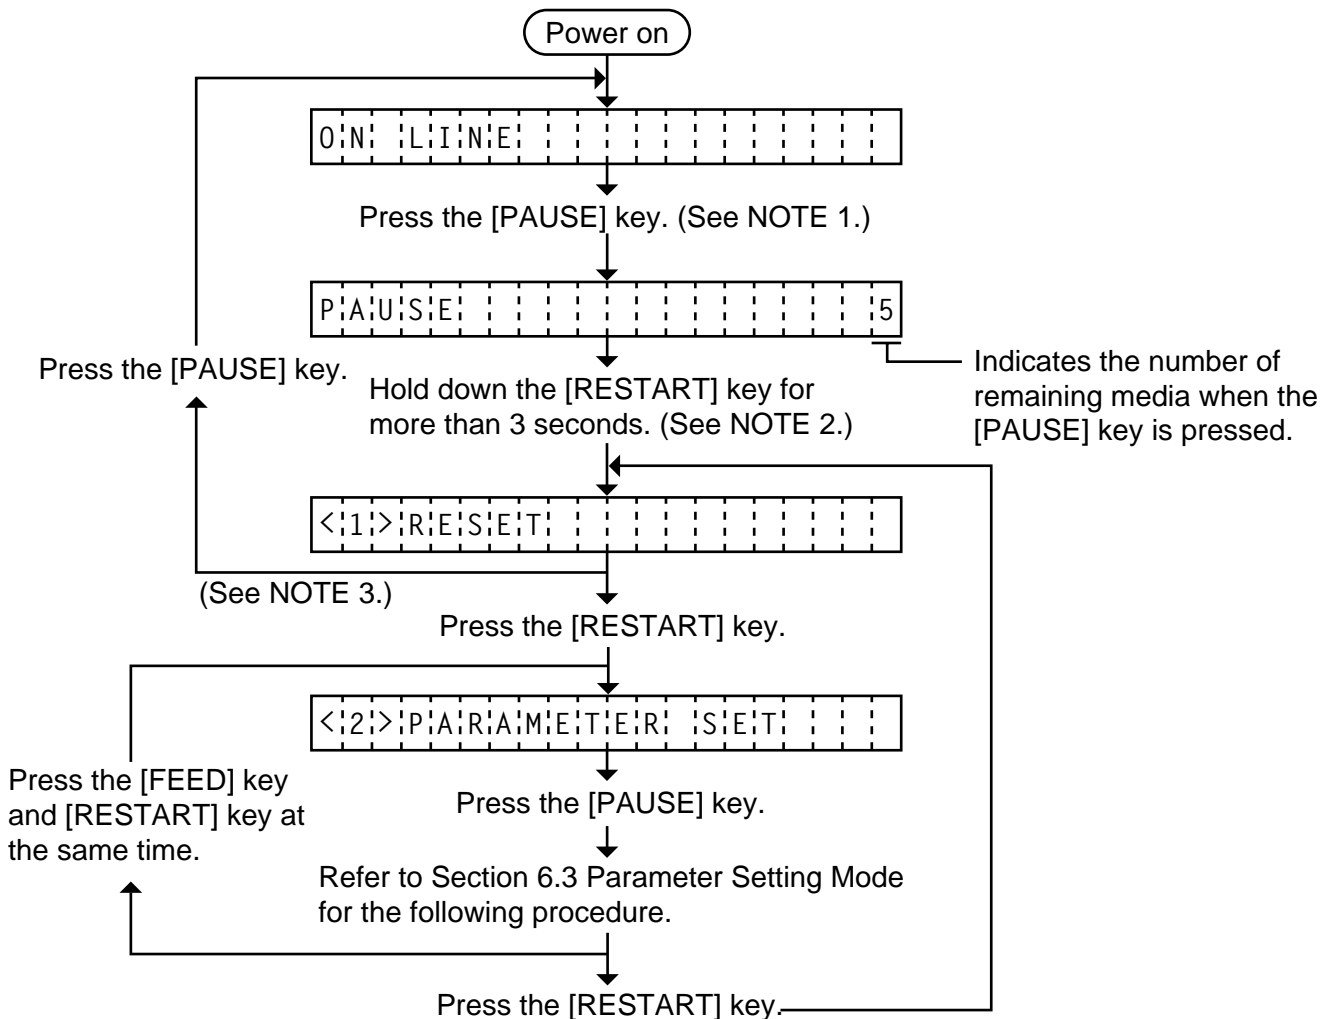 Power on
ON LINE
Press the [PAUSE] key. (See NOTE 1.)
PAUSE 5
Press the [PAUSE] key.
Indicates the number of
remaining media when the
[PAUSE] key is pressed.
Hold down the [RESTART] key for
more than 3 seconds. (See NOTE 2.)
<1>RESET
(See NOTE 3.)
Press the [RESTART] key.
<2>PARAMETER SET
Press the [FEED] key
and [RESTART] key at
the same time.
Press the [PAUSE] key.
Refer to Section 6.3 Parameter Setting Mode
for the following procedure.
Press the [RESTART] key.